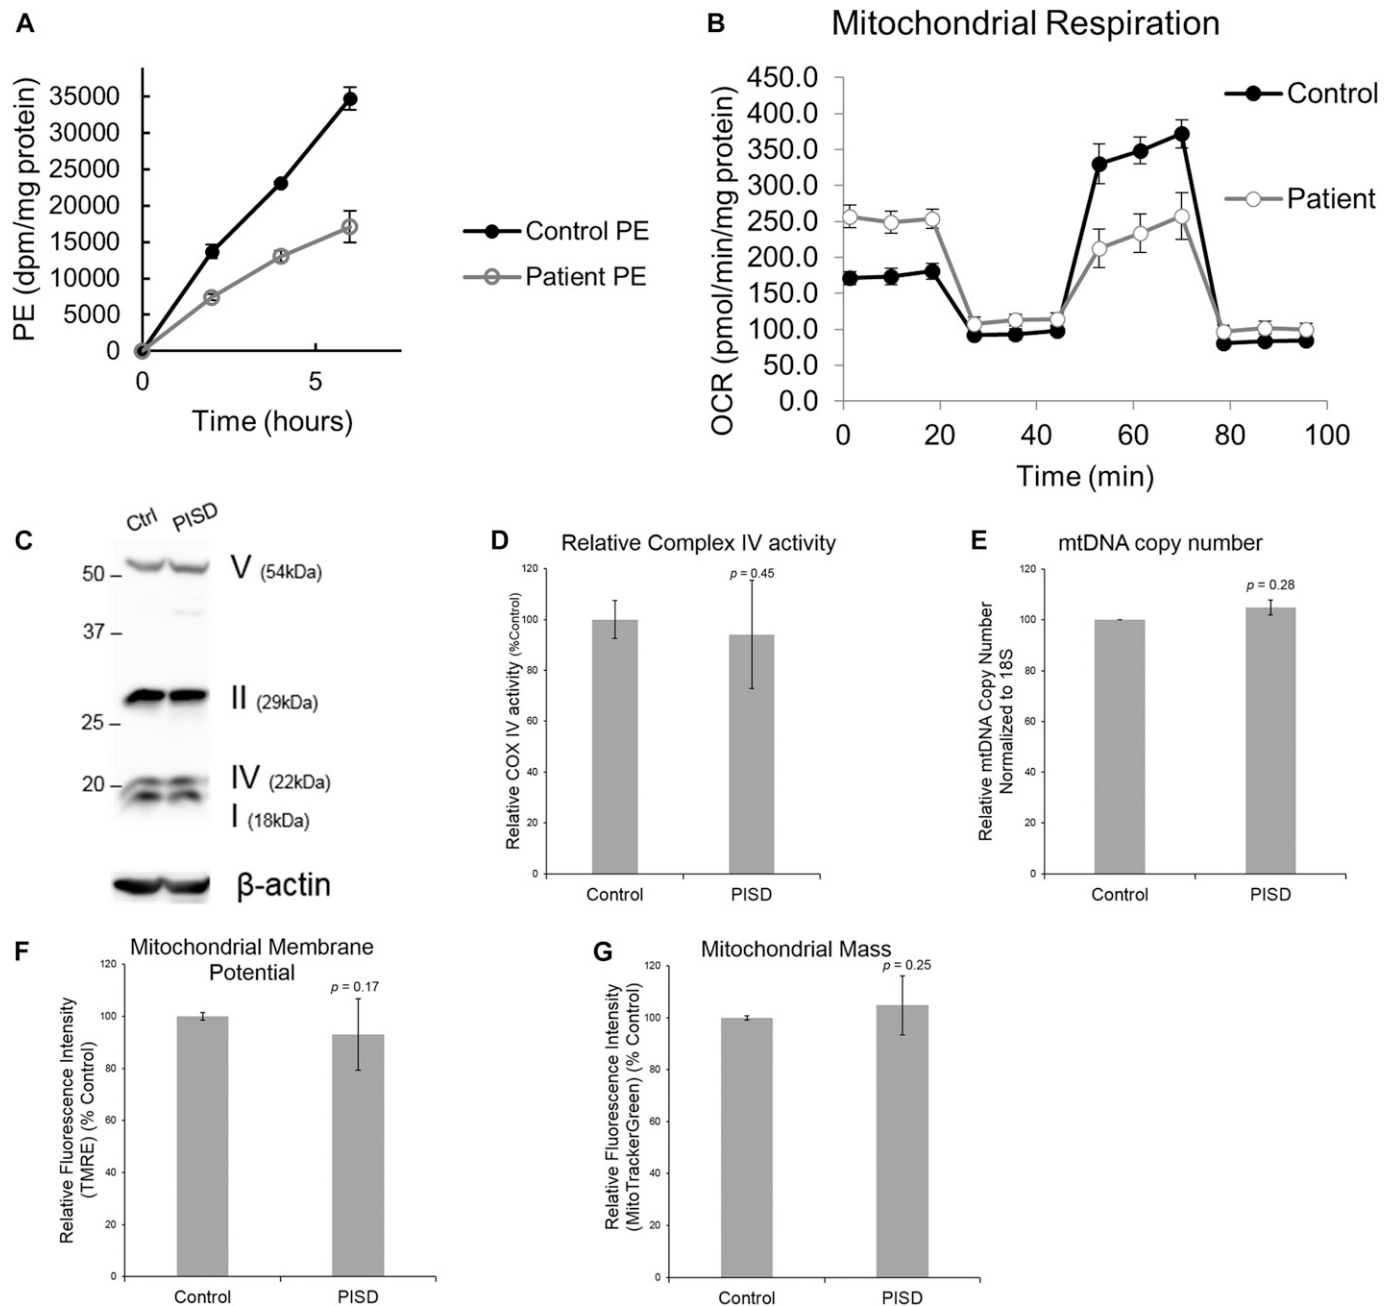 A
PE (dpm/mg protein)
35000
30000
25000
20000
15000
10000
5000
0
0
5
Time (hours)
Control PE
Patient PE
B
Mitochondrial Respiration
OCR (pmol/min/mg protein)
450.0
400.0
350.0
300.0
250.0
200.0
150.0
100.0
50.0
0.0
0
20
40
60
80
100
Time (min)
Control
Patient
C
Ctrl
PISD
50
37
25
20
V (54kDa)
II (29kDa)
IV (22kDa)
I (18kDa)
β-actin
D
Relative Complex IV activity
Relative COX IV activity (%Control)
120
100
80
60
40
20
0
p = 0.45
Control
PISD
E
mtDNA copy number
Relative mtDNA Copy Number
Normalized to 18S
120
100
80
60
40
20
0
p = 0.28
Control
PISD
F
Mitochondrial Membrane
Potential
Relative Fluorescence Intensity
(TMRE) (% Control)
120
100
80
60
40
20
0
p = 0.17
Control
PISD
G
Mitochondrial Mass
Relative Fluorescence Intensity
(MitoTrackerGreen) (% Control)
120
100
80
60
40
20
0
p = 0.25
Control
PISD